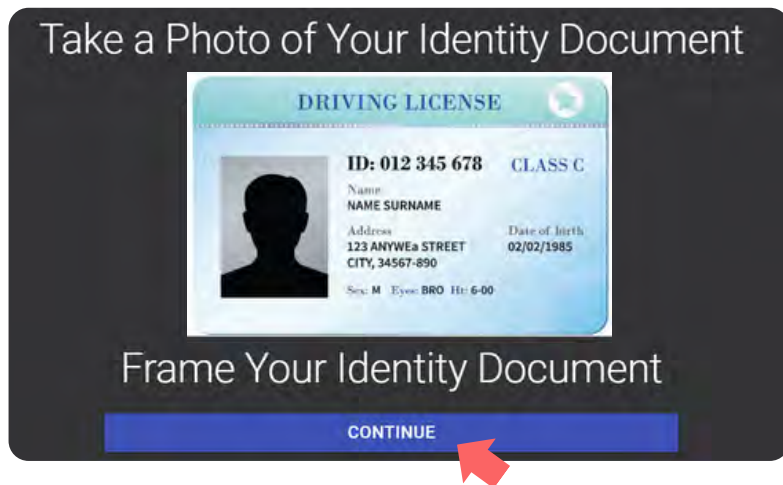 Take a Photo of Your Identity Document
DRIVING LICENSE
ID: 012 345 678 CLASS C
Name
NAME SURNAME
Address Date of birth
123 ANYWEa STREET 02/02/1985
CITY, 34567-890
Sex: M Eyes: BRO Ht: 6-00
Frame Your Identity Document
CONTINUE